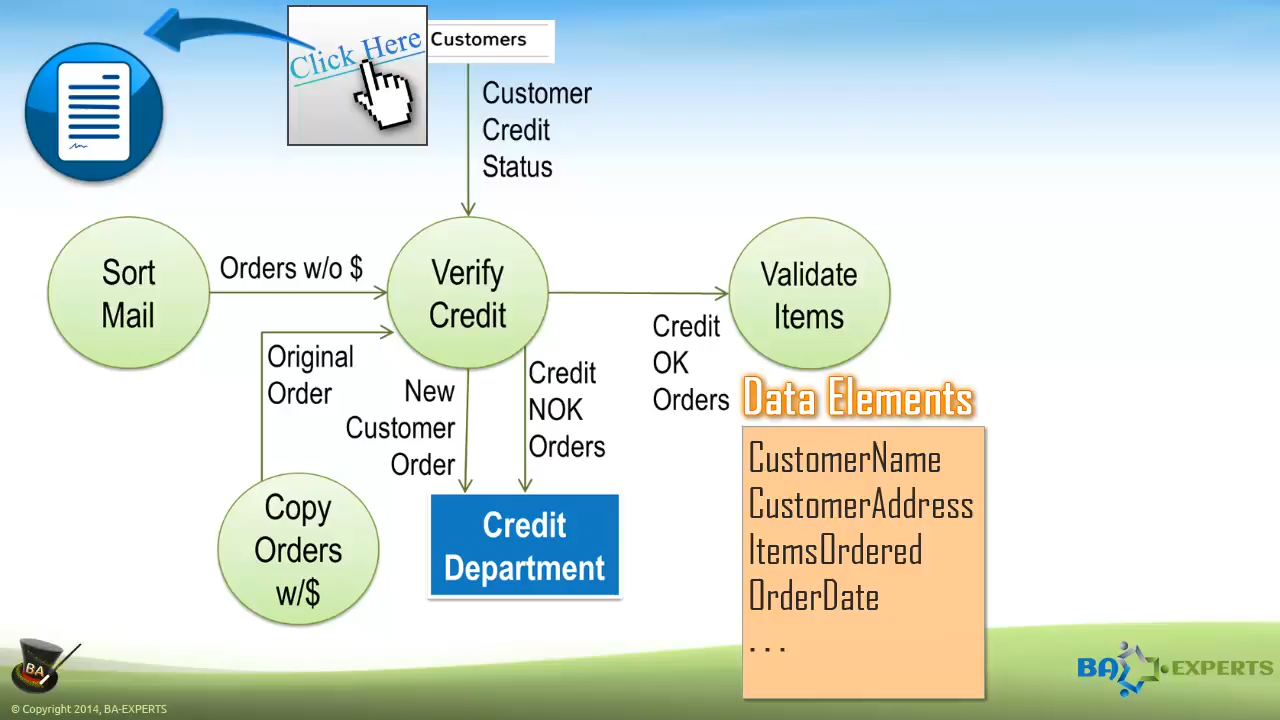 Click Here
Customers
Customer
Credit
Status
Sort
Mail
Orders w/o $
Verify
Credit
Validate
Items
Original
Order
New
Customer
Order
Credit
NOK
Orders
Credit
OK
Orders
Copy
Orders
w/$
Credit
Department
Data Elements
CustomerName
CustomerAddress
ItemsOrdered
OrderDate
. . .
BA
© Copyright 2014, BA-EXPERTS
BA EXPERTS